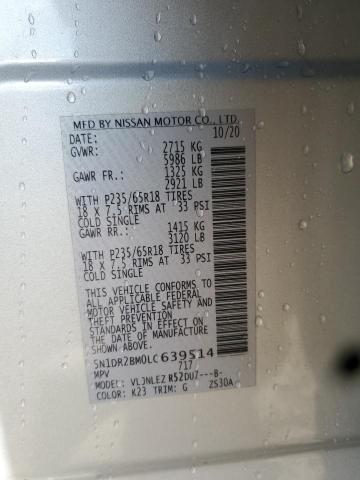 MFD BY NISSAN MOTOR CO., LTD.
DATE: 10/20
GVWR: 2715 KG
5986 LB
GAWR FR.: 1325 KG
2921 LB
WITH P235/65R18 TIRES
18 X 7.5 RIMS AT 33 PSI
COLD SINGLE
GAWR RR.: 1415 KG
3120 LB
WITH P235/65R18 TIRES
18 X 7.5 RIMS AT 33 PSI
COLD SINGLE
THIS VEHICLE CONFORMS TO
ALL APPLICABLE FEDERAL
MOTOR VEHICLE SAFETY
AND THEFT PREVENTION
STANDARDS IN EFFECT ON
THE DATE OF MANUFACTURE
SHOWN ABOVE.
5N1DR2BM0LC639514
MPV 717
MODEL: VLJNLEZ R52DU7---B-
COLOR: K23 TRIM: G ZS30A